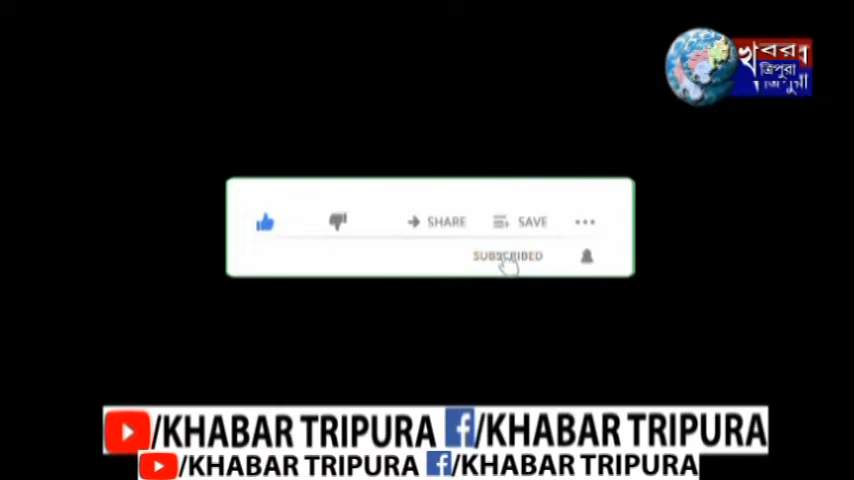 খবর
ত্রিপুরা
SHARE SAVE
SUBSCRIBED
/KHABAR TRIPURA /KHABAR TRIPURA
/KHABAR TRIPURA /KHABAR TRIPURA